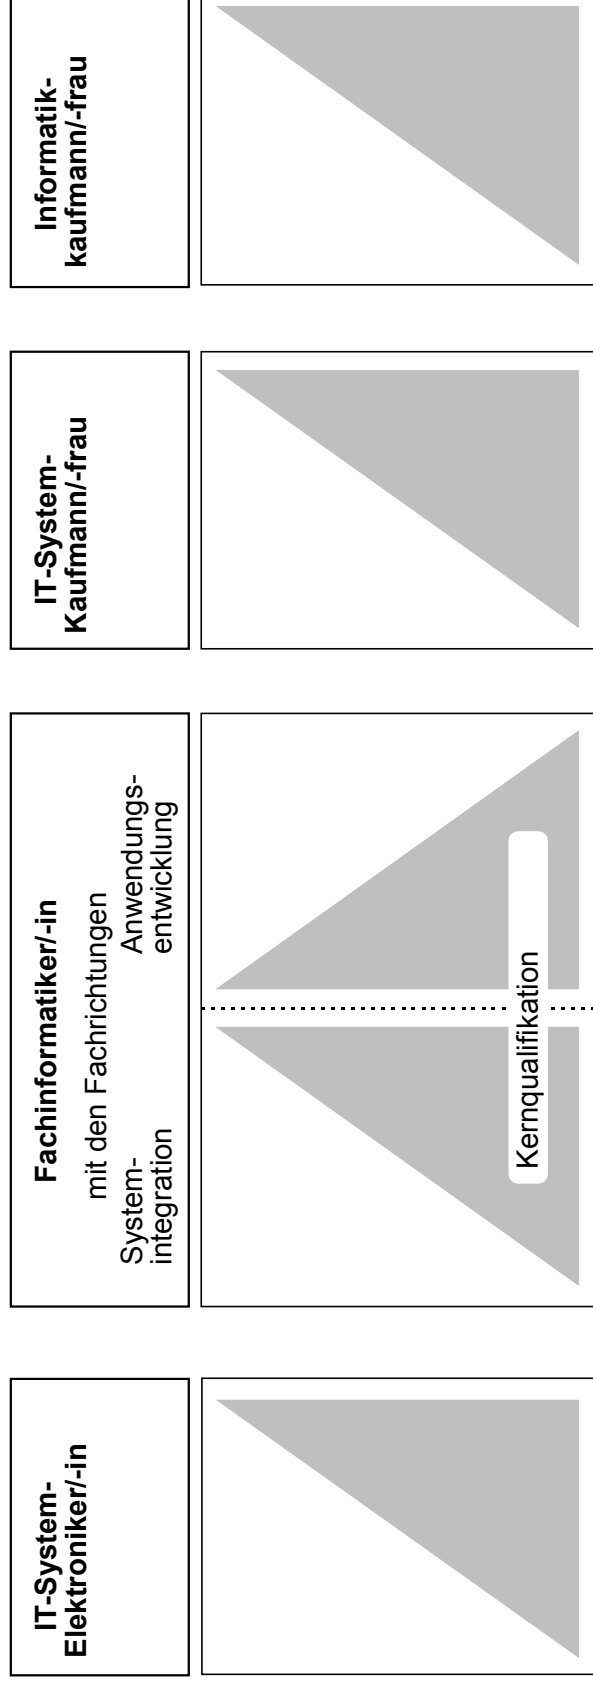 IT-System-
Elektroniker/-in
Fachinformatiker/-in
mit den Fachrichtungen
System-
integration
Anwendungs-
entwicklung
IT-System-
Kaufmann/-frau
Informatik-
kaufmann/-frau
Kernqualifikation